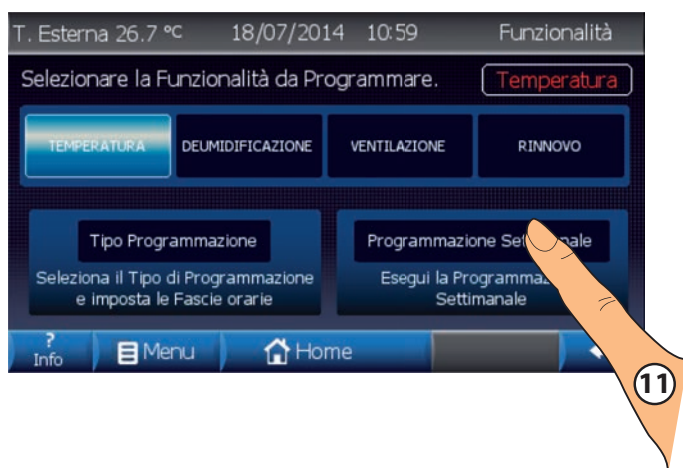 T. Esterna 26.7 °C 18/07/2014 10:59 Funzionalità
Selezionare la Funzionalità da Programmare. Temperatura
TEMPERATURA DEUMIDIFICAZIONE VENTILAZIONE RINNOVO
Tipo Programmazione
Seleziona il Tipo di Programmazione
e imposta le Fascie orarie
Programmazione
Esegui la
Settimanale
? Info Menu Home
11